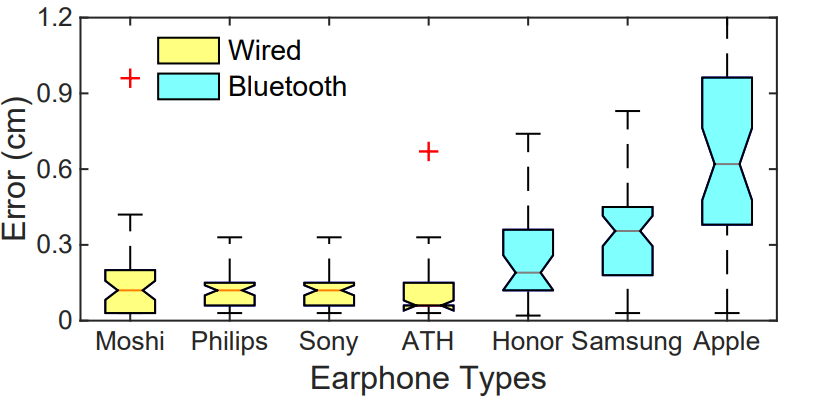 1.2
0.9
0.6
0.3
0
Error (cm)
Wired
Bluetooth
Moshi Philips Sony ATH Honor Samsung Apple
Earphone Types